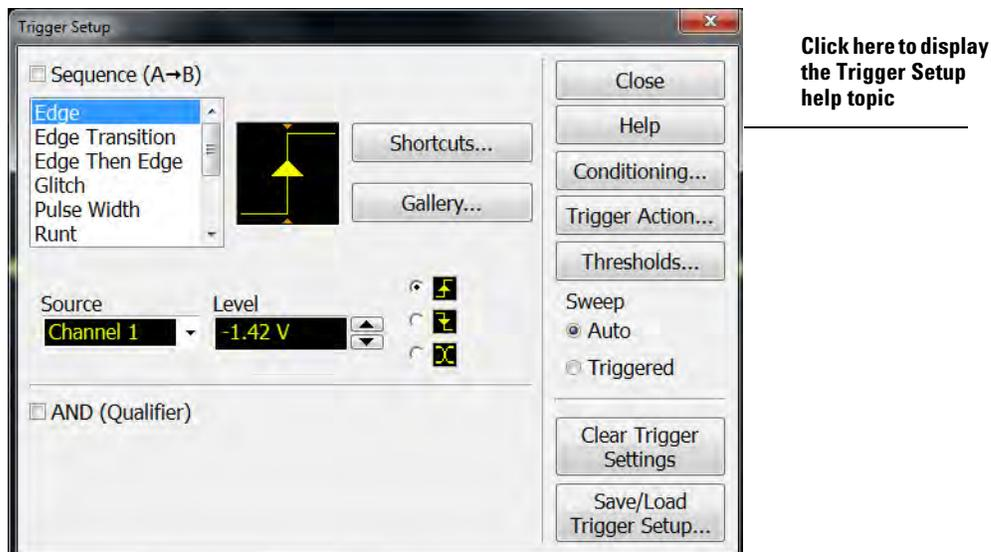 Trigger Setup
Sequence (A→B)
Edge
Edge Transition
Edge Then Edge
Glitch
Pulse Width
Runt
Shortcuts...
Gallery...
Source
Channel 1
Level
-1.42 V
AND (Qualifier)
Close
Help
Conditioning...
Trigger Action...
Thresholds...
Sweep
Auto
Triggered
Clear Trigger
Settings
Save/Load
Trigger Setup...
Click here to display
the Trigger Setup
help topic